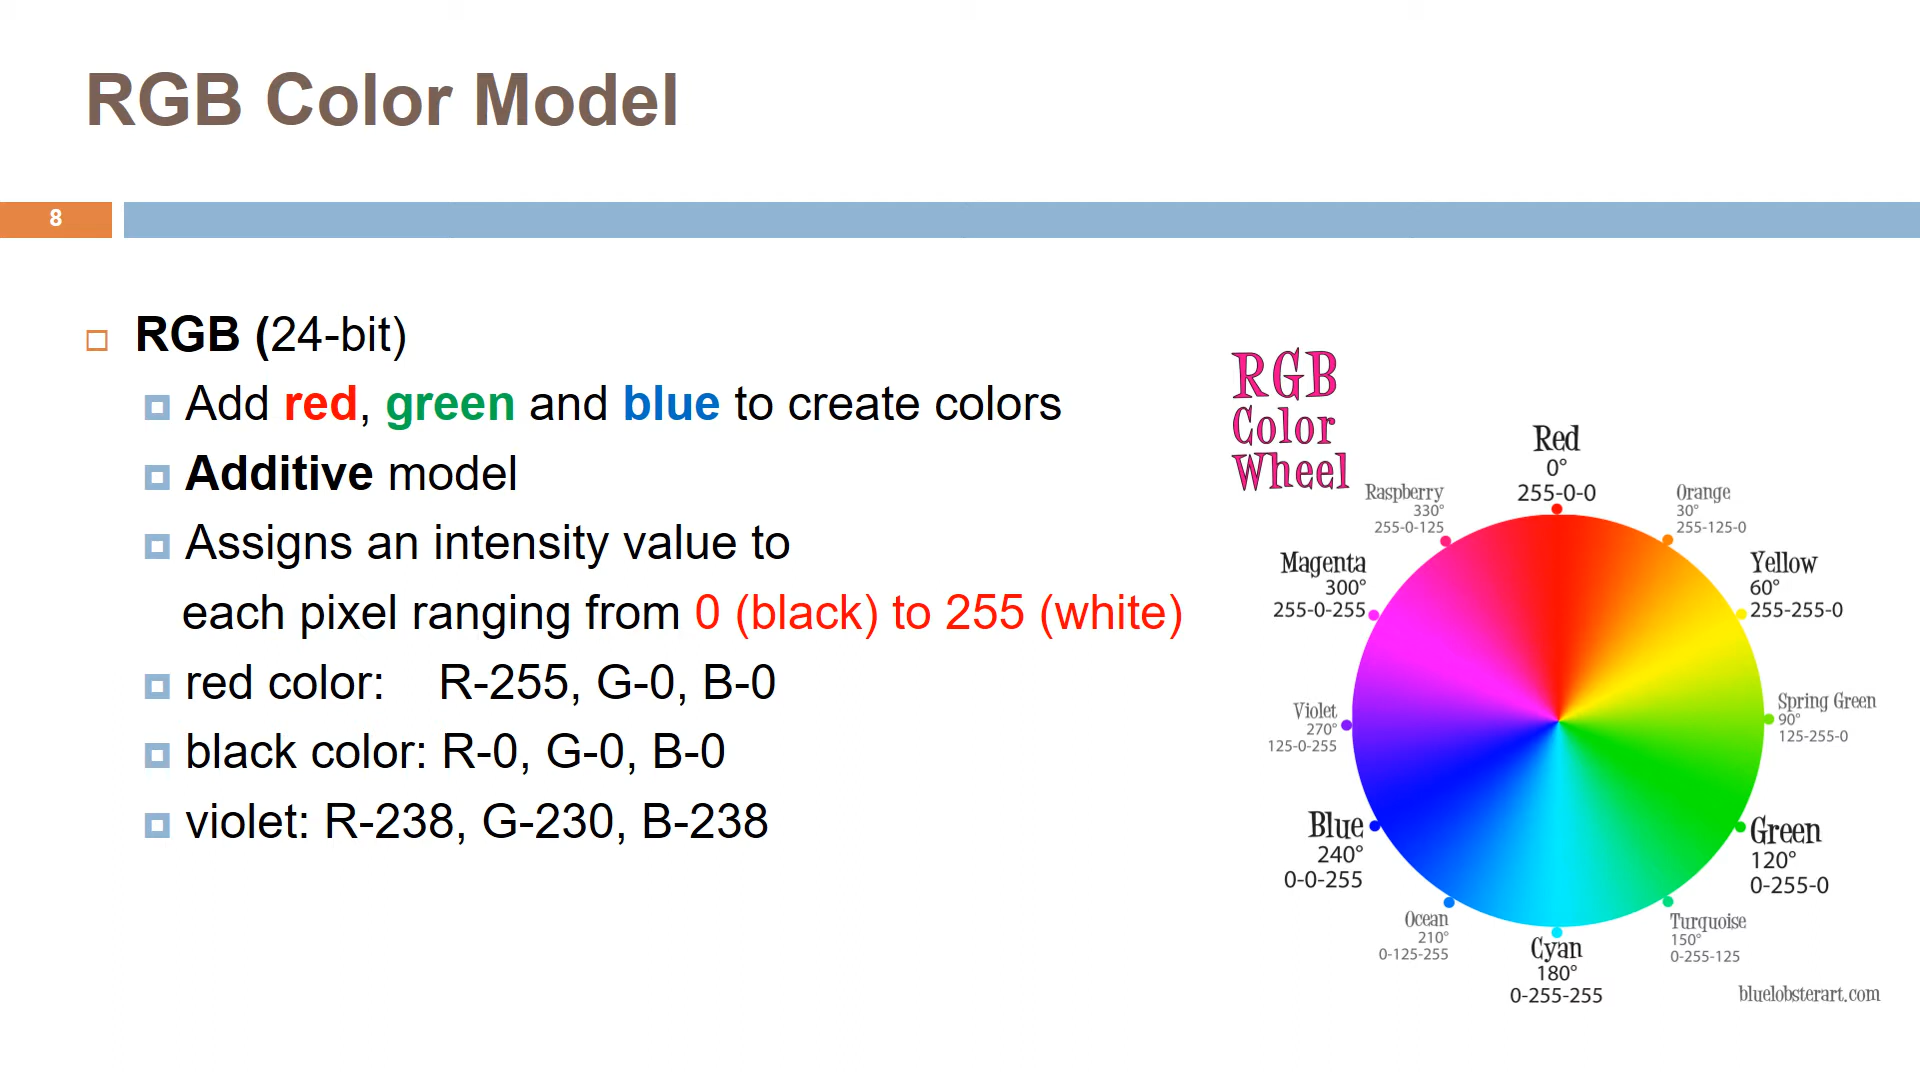 RGB Color Model
8
RGB (24-bit)
Add red, green and blue to create colors
Additive model
Assigns an intensity value to
each pixel ranging from 0 (black) to 255 (white)
red color: R-255, G-0, B-0
black color: R-0, G-0, B-0
violet: R-238, G-230, B-238
RGB
Color
Wheel
Red
0°
255-0-0
Orange
30°
255-125-0
Yellow
60°
255-255-0
Spring Green
90°
125-255-0
Green
120°
0-255-0
Turquoise
150°
0-255-125
Cyan
180°
0-255-255
Ocean
210°
0-125-255
Blue
240°
0-0-255
Violet
270°
125-0-255
Magenta
300°
255-0-255
Raspberry
330°
255-0-125
bluelobsterart.com